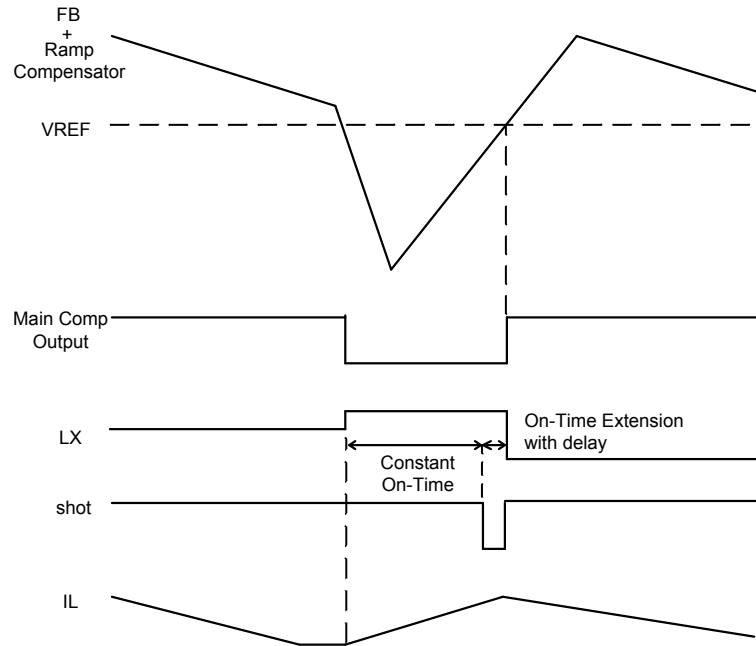 FB
+
Ramp
Compensator
VREF
Main Comp
Output
LX
On-Time Extension
with delay
Constant
On-Time
shot
IL